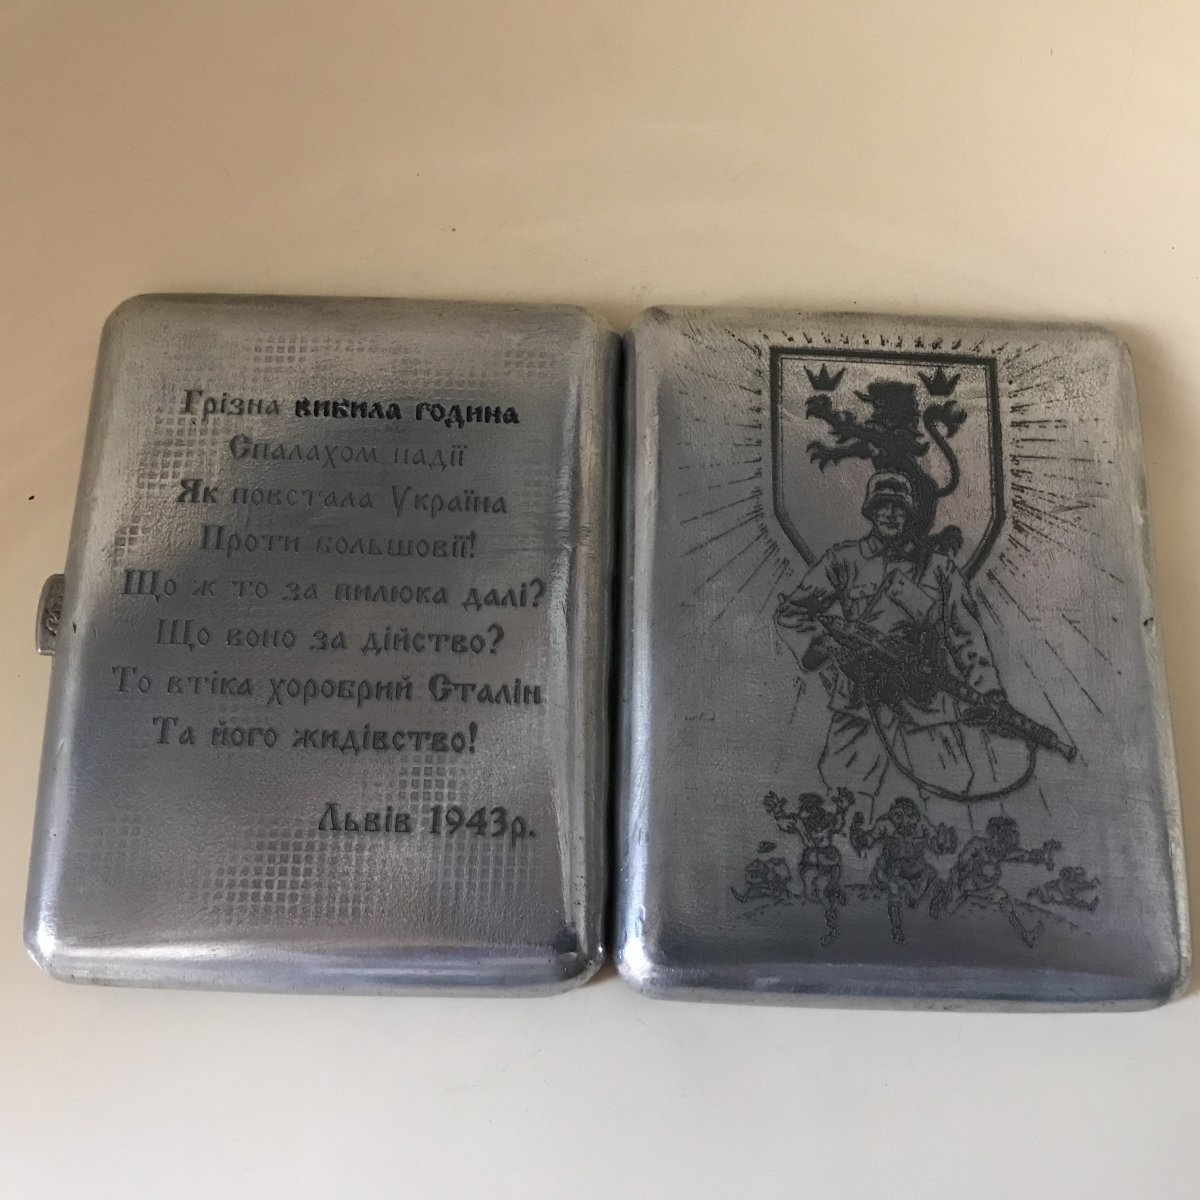 Грізна вибила година
Спалахом надії
Як повстала Україна
Проти большовії!
Що ж то за пилюка далі?
Що воно за дійство?
То втіка хоробрий Сталін
Та його жидівство!
Львів 1943р.